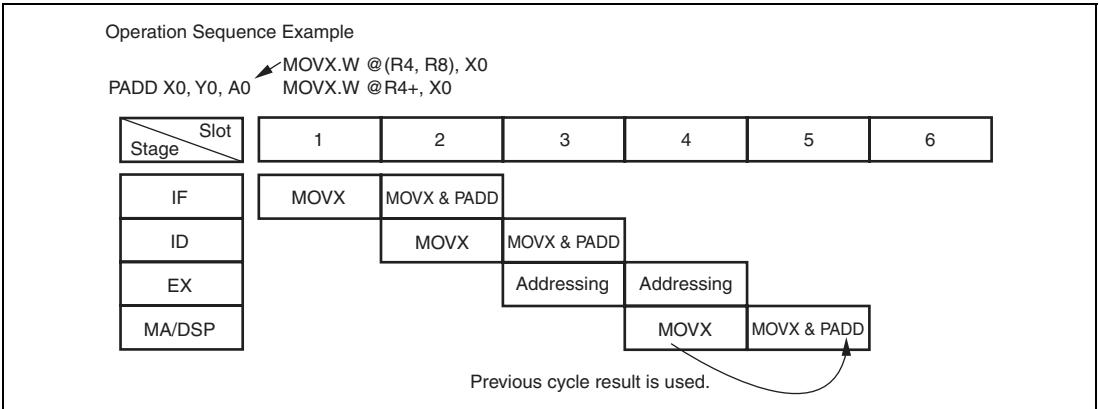 Operation Sequence Example
MOVX.W @(R4, R8), X0
PADD X0, Y0, A0 MOVX.W @R4+, X0
Slot
Stage
1 2 3 4 5 6
IF MOVX MOVX & PADD
ID MOVX MOVX & PADD
EX Addressing Addressing
MA/DSP MOVX MOVX & PADD
Previous cycle result is used.